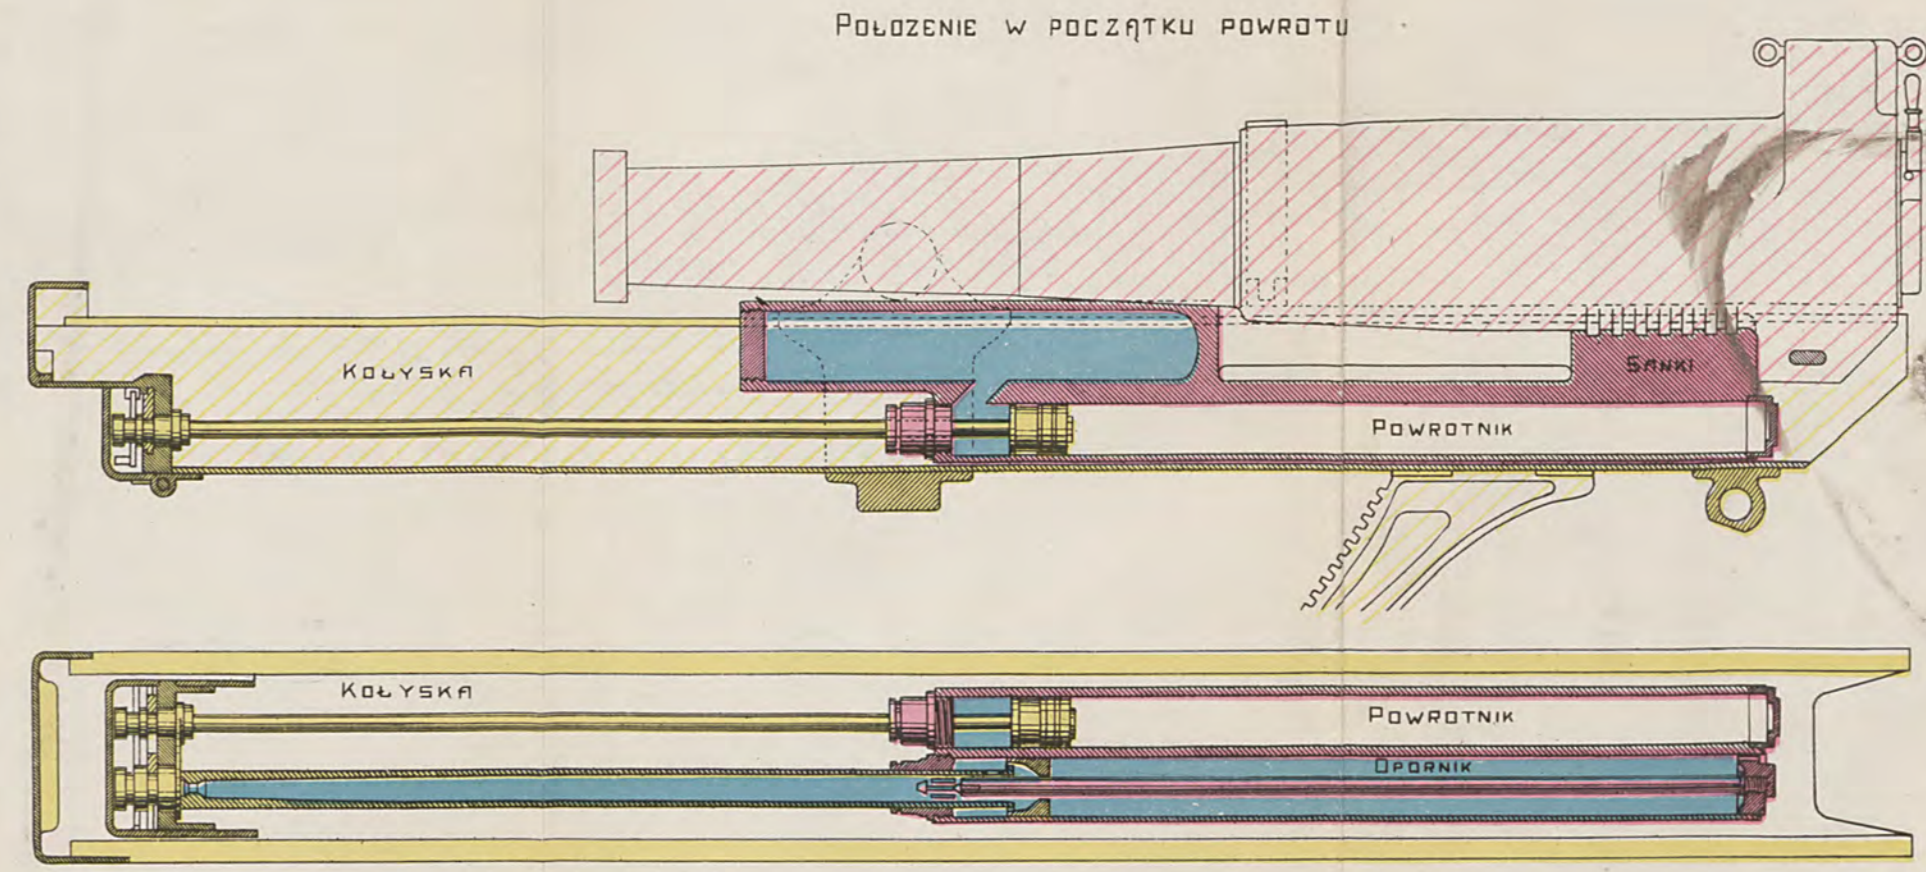 POŁOZENIE W POCZĄTKU POWROTU
KOŁYSKA
SANKI
POWROTNIK
KOŁYSKA
POWROTNIK
OPORNIK